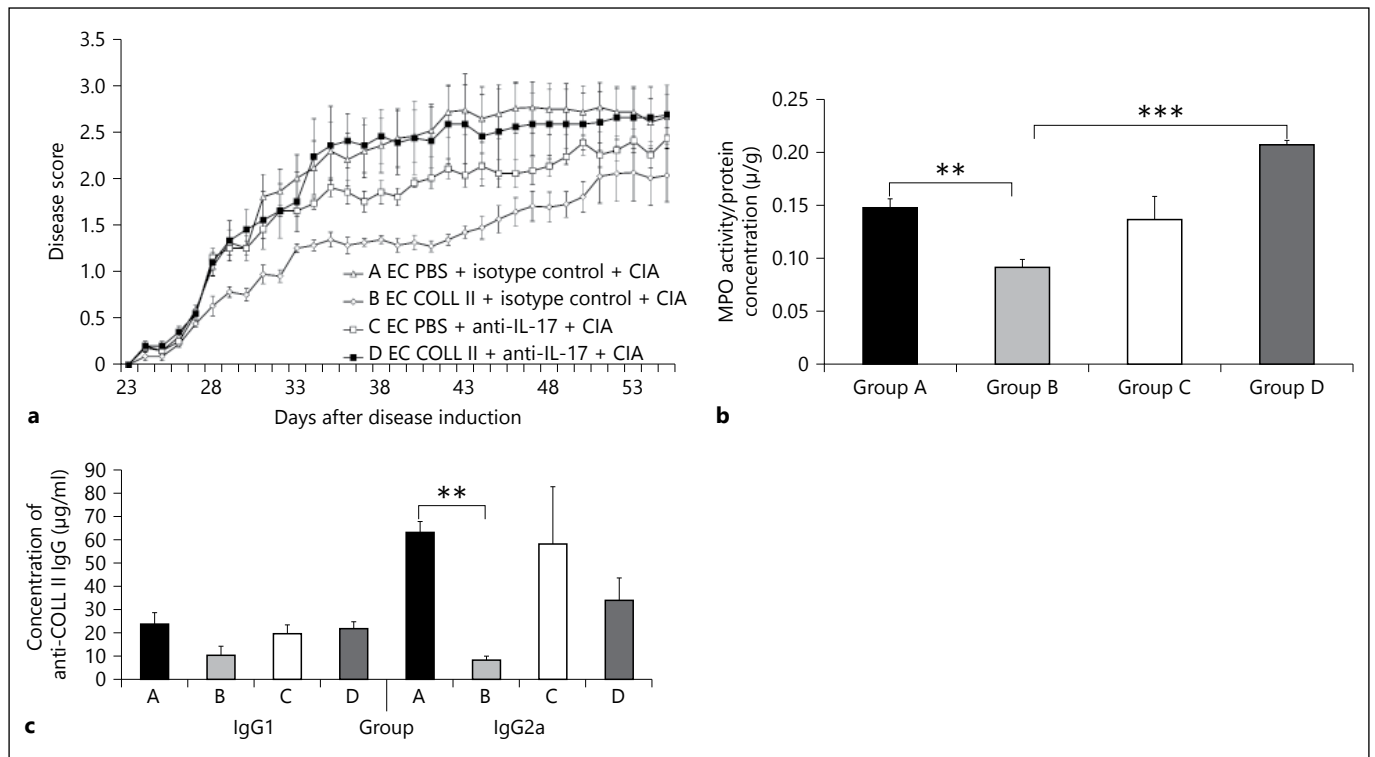 3.5
3.0
2.5
2.0
1.5
1.0
0.5
0
Disease score
23 28 33 38 43 48 53
Days after disease induction
A EC PBS + isotype control + CIA
B EC COLL II + isotype control + CIA
C EC PBS + anti-IL-17 + CIA
D EC COLL II + anti-IL-17 + CIA
a
0.25
0.20
0.15
0.10
0.05
0
MPO activity/protein
concentration (μ/g)
**
***
Group A Group B Group C Group D
b
90
80
70
60
50
40
30
20
10
0
Concentration of
anti-COLL II IgG (μg/ml)
**
A B C D A B C D
IgG1 Group IgG2a
c